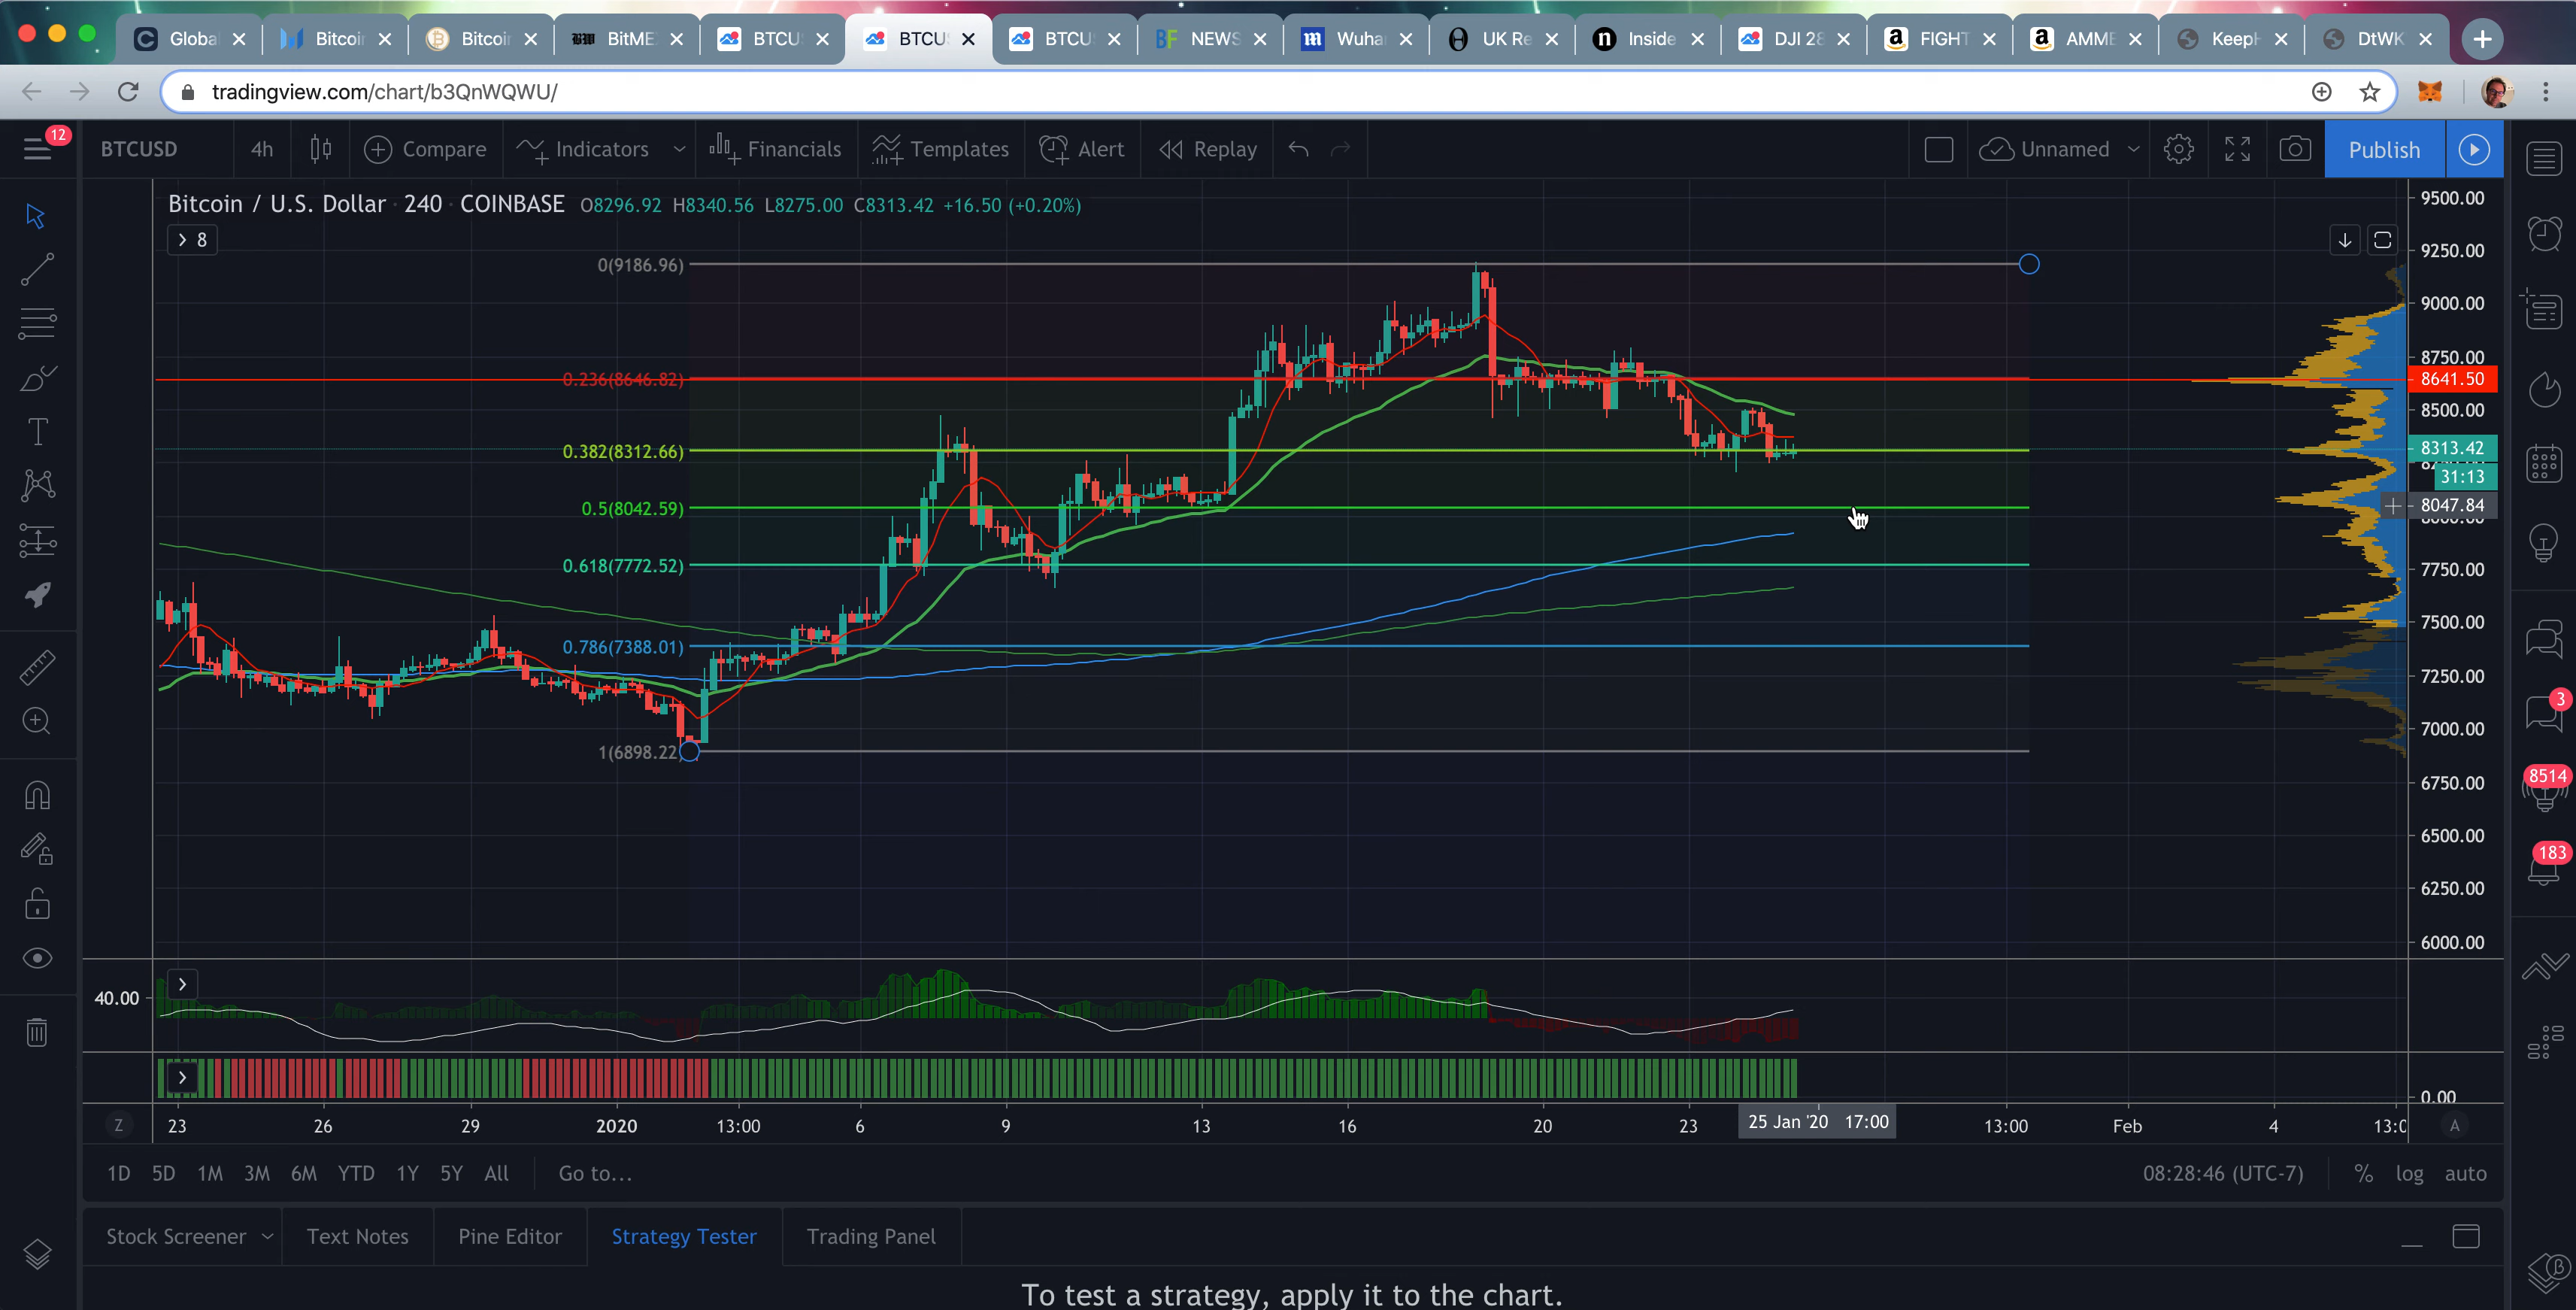 Global
Bitcoin
Bitcoin
BitME
BTCU
BTCU
BTCU
BF NEWS
m Wuha
UK Re
n Inside
DJI 28
FIGHT
AMME
KeepH
DtWK
tradingview.com/chart/b3QnWQWU/
12
BTCUSD 4h Compare Indicators Financials Templates Alert Replay Unnamed Publish
Bitcoin / U.S. Dollar · 240 · COINBASE O8296.92 H8340.56 L8275.00 C8313.42 +16.50 (+0.20%)
8
0(9186.96)
0.236(8646.82)
0.382(8312.66)
0.5(8042.59)
0.618(7772.52)
0.786(7388.01)
1(6898.22)
9500.00
9250.00
9000.00
8750.00
8641.50
8500.00
8313.42
31:13
8047.84
7750.00
7500.00
7250.00
7000.00
6750.00
6500.00
6250.00
6000.00
3
8514
183
40.00
0.00
Z 23 26 29 2020 13:00 6 9 13 16 20 23 25 Jan '20 17:00 13:00 Feb 4 A
1D 5D 1M 3M 6M YTD 1Y 5Y All Go to... 08:28:46 (UTC-7) % log auto
Stock Screener Text Notes Pine Editor Strategy Tester Trading Panel
To test a strategy, apply it to the chart.